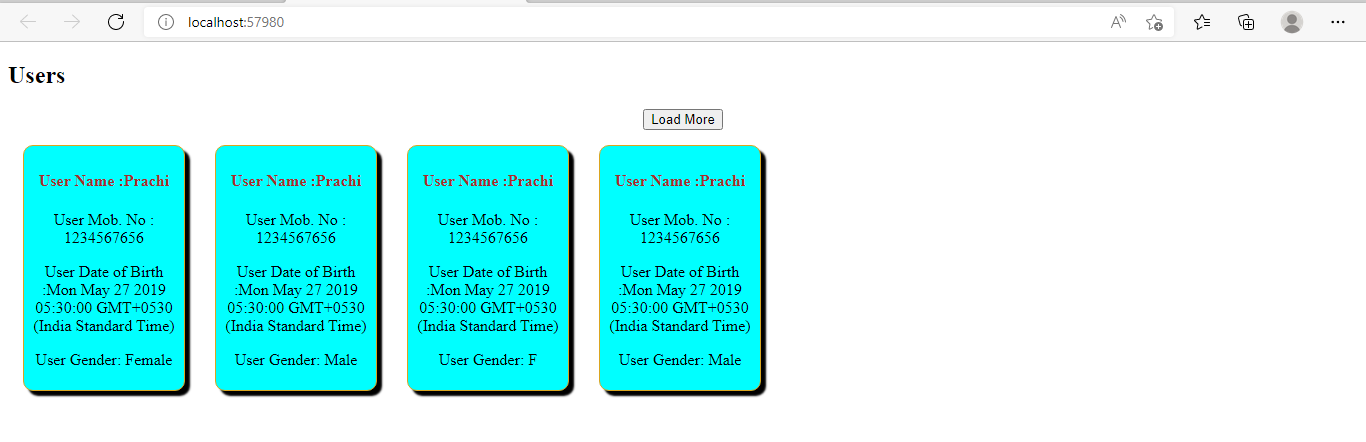 localhost:57980
Users
Load More
User Name :Prachi
User Mob. No :
1234567656
User Date of Birth
:Mon May 27 2019
05:30:00 GMT+0530
(India Standard Time)
User Gender: Female
User Name :Prachi
User Mob. No :
1234567656
User Date of Birth
:Mon May 27 2019
05:30:00 GMT+0530
(India Standard Time)
User Gender: Male
User Name :Prachi
User Mob. No :
1234567656
User Date of Birth
:Mon May 27 2019
05:30:00 GMT+0530
(India Standard Time)
User Gender: F
User Name :Prachi
User Mob. No :
1234567656
User Date of Birth
:Mon May 27 2019
05:30:00 GMT+0530
(India Standard Time)
User Gender: Male